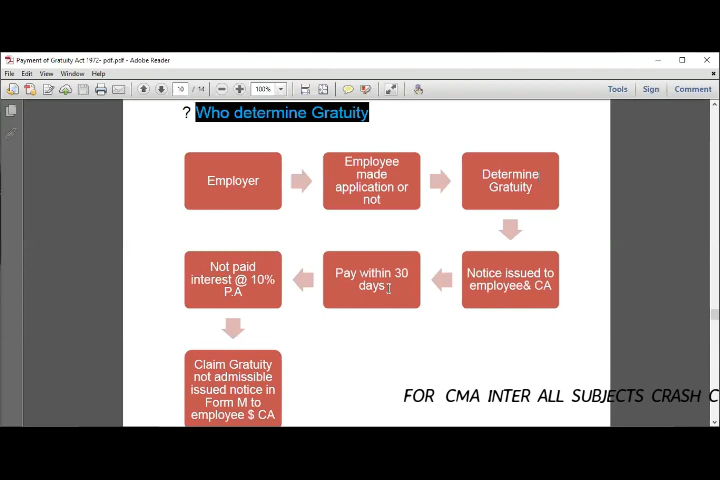 Payment of Gratuity Act 1972- pdf.pdf - Adobe Reader
File Edit View Window Help
10 / 14 100% Tools Sign Comment
? Who determine Gratuity
Employer
Employee
made
application or
not
Determine
Gratuity
Notice issued to
employee& CA
Pay within 30
days
Not paid
interest @ 10%
P.A
Claim Gratuity
not admissible
issued notice in
Form M to
employee $ CA
FOR CMA INTER ALL SUBJECTS CRASH C